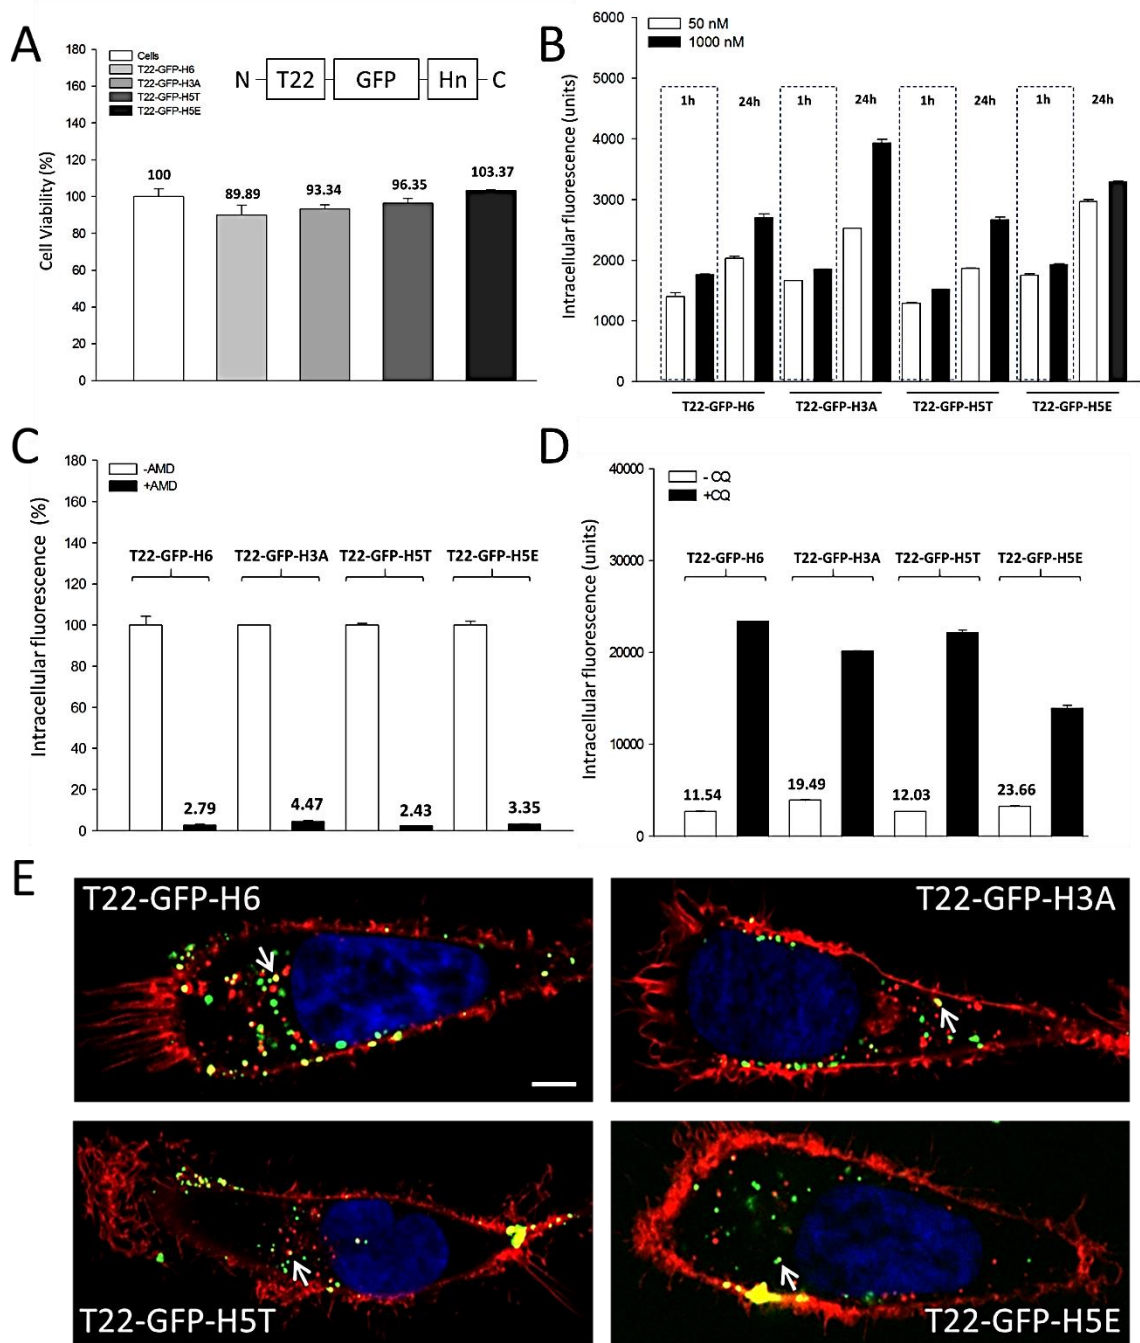 A
180
160
140
120
100
80
60
40
20
0
Cell Viability (%)
Cells
T22-GFP-H6
T22-GFP-H3A
T22-GFP-H5T
T22-GFP-H5E
N T22 GFP Hn C
100
89.89
93.34
96.35
103.37
B
6000
5000
4000
3000
2000
1000
0
Intracellular fluorescence (units)
50 nM
1000 nM
1h 24h 1h 24h 1h 24h 1h 24h
T22-GFP-H6 T22-GFP-H3A T22-GFP-H5T T22-GFP-H5E
C
180
160
140
120
100
80
60
40
20
0
Intracellular fluorescence (%)
-AMD
+AMD
T22-GFP-H6 T22-GFP-H3A T22-GFP-H5T T22-GFP-H5E
2.79 4.47 2.43 3.35
D
40000
30000
20000
10000
0
Intracellular fluorescence (units)
- CQ
+CQ
T22-GFP-H6 T22-GFP-H3A T22-GFP-H5T T22-GFP-H5E
11.54 19.49 12.03 23.66
E
T22-GFP-H6
T22-GFP-H3A
T22-GFP-H5T
T22-GFP-H5E